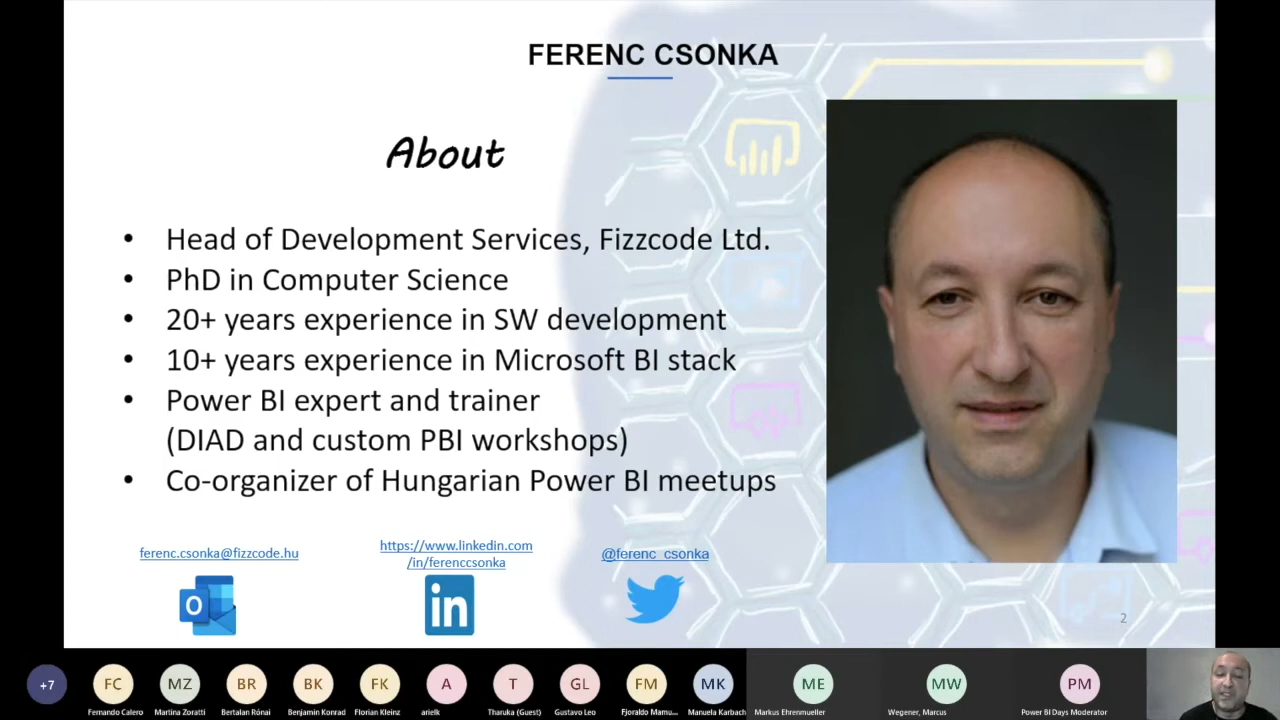 FERENC CSONKA
About
• Head of Development Services, Fizzcode Ltd.
• PhD in Computer Science
• 20+ years experience in SW development
• 10+ years experience in Microsoft BI stack
• Power BI expert and trainer
(DIAD and custom PBI workshops)
• Co-organizer of Hungarian Power BI meetups
ferenc.csonka@fizzcode.hu
https://www.linkedin.com
/in/ferenccsonka
@ferenc_csonka
O
in
2
+7
FC
MZ
BR
BK
FK
A
T
GL
FM
MK
ME
MW
PM
Fernando Calero
Martina Zoratti
Bertalan Rónai
Benjamin Konrad
Florian Kleinz
arielk
Tharuka (Guest)
Gustavo Leo
Fjoraldo Mamu...
Manuela Karbach
Markus Ehrenmueller
Wegener, Marcus
Power BI Days Moderator